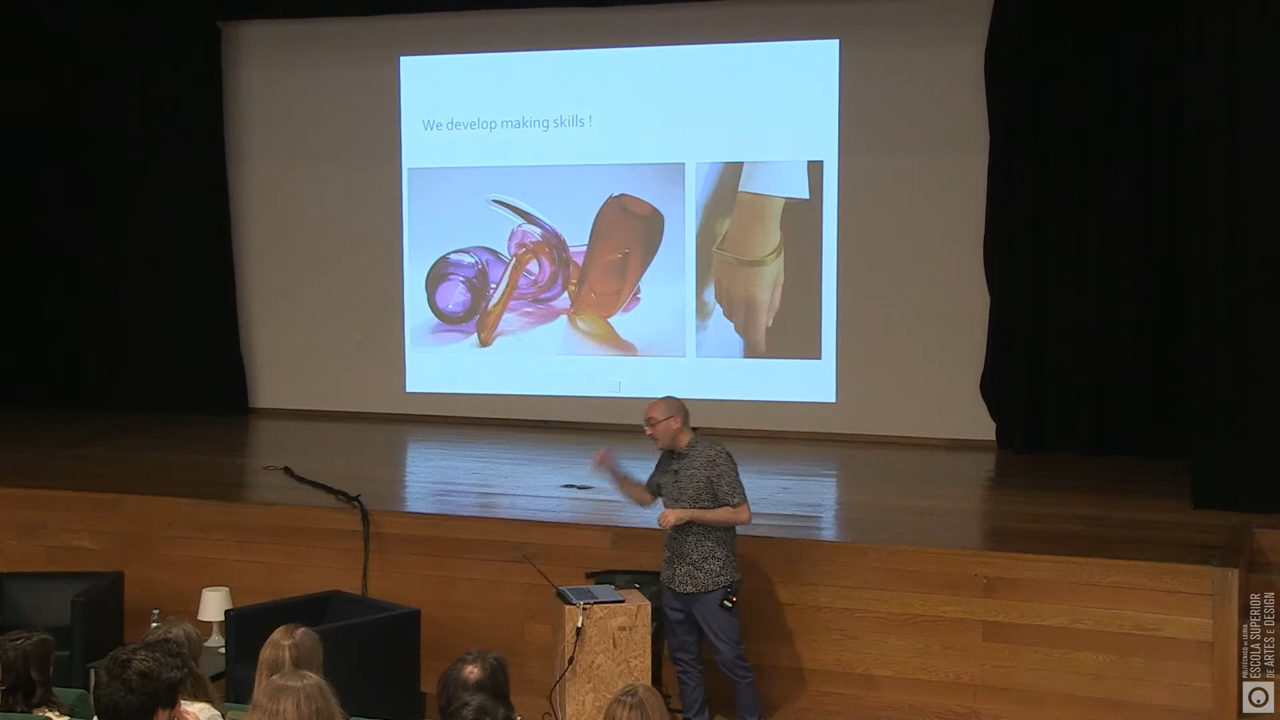 We develop making skills !
POLITÉCNICO DE LEIRIA
ESCOLA SUPERIOR
DE ARTES E DESIGN